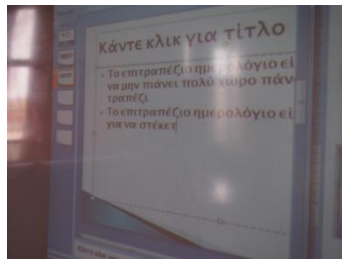 Κάντε κλικ για τίτλο
Το επιτραπέζιο ημερολόγιο εί
να μην πιάνει πολύ χώρο πάν
τραπέζι
Το επιτραπέζιο ημερολόγιο εί
για να στέκετ